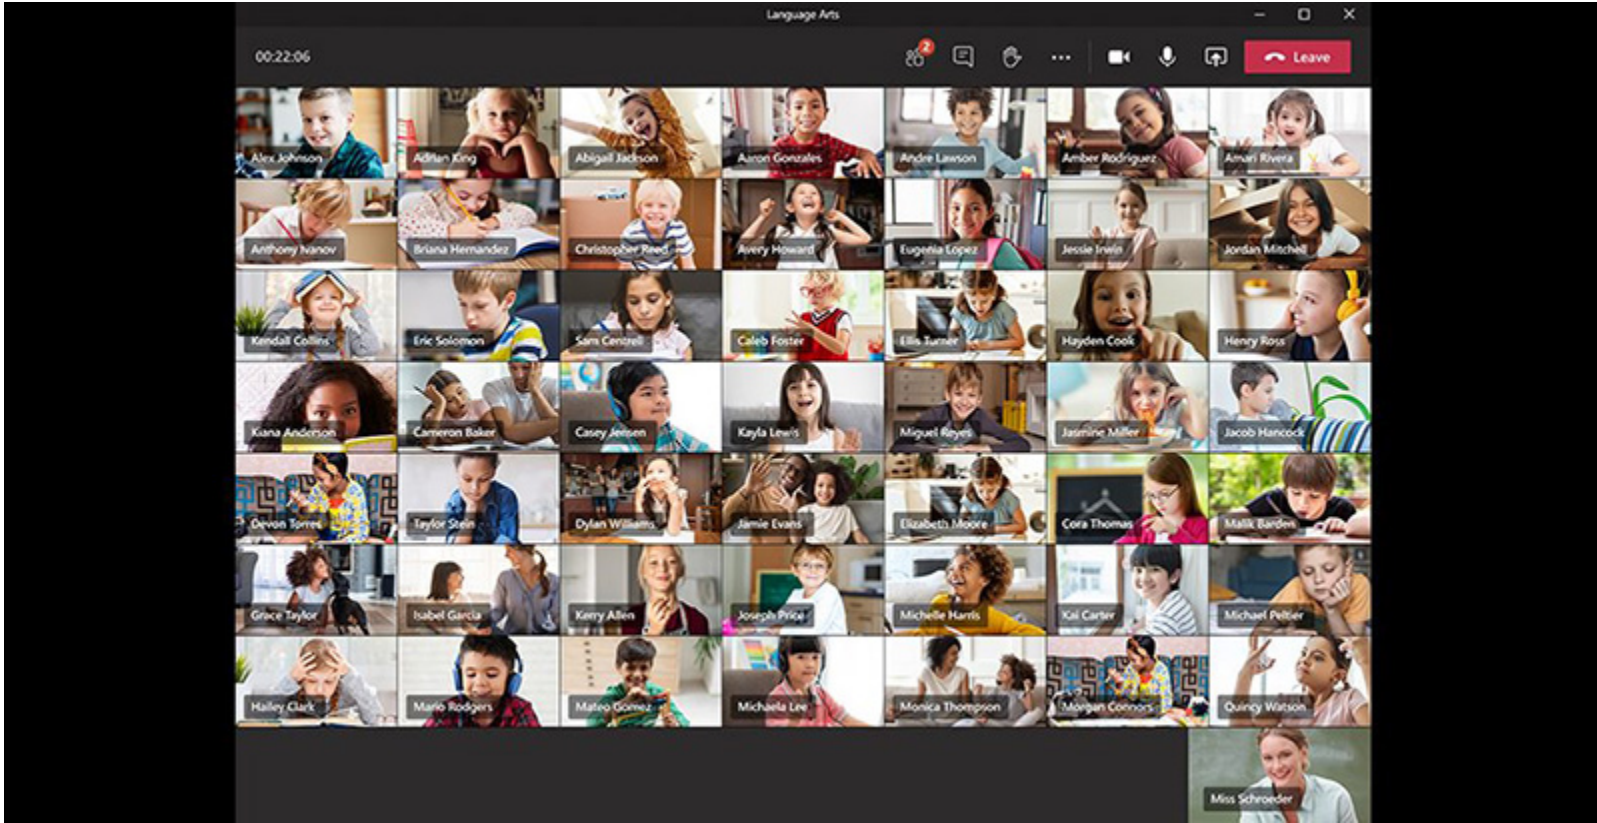 Language Arts
00:22:06
2
Leave
Alex Johnson
Adrian King
Abigail Jackson
Aaron Gonzales
Andre Lawson
Amber Rodriguez
Amari Rivera
Anthony Ivanov
Briana Hernandez
Christopher Reed
Avery Howard
Eugenia Lopez
Jessie Irwin
Jordan Mitchell
Kendall Collins
Eric Solomon
Sam Centrell
Caleb Foster
Ellis Turner
Hayden Cook
Henry Ross
Kiana Anderson
Cameron Baker
Casey Jensen
Kayla Lewis
Miguel Reyes
Jasmine Miller
Jacob Hancock
Devon Torres
Taylor Stein
Dylan Williams
Jamie Evans
Elizabeth Moore
Cora Thomas
Malik Barden
Grace Taylor
Isabel Garcia
Kerry Allen
Joseph Price
Michelle Harris
Kai Carter
Michael Peltier
Hailey Clark
Mario Rodgers
Mateo Gomez
Michaela Lee
Monica Thompson
Morgan Connors
Quincy Watson
Miss Schroeder